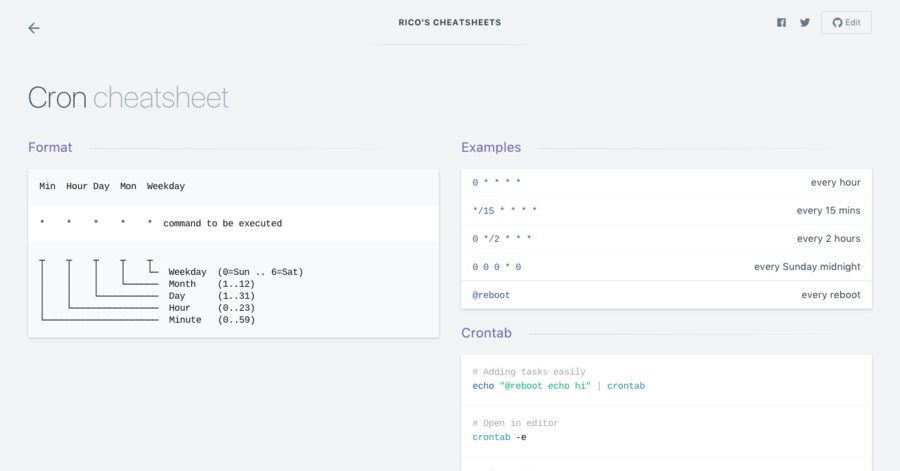 RICO'S CHEATSHEETS
Edit
Cron cheatsheet
Format
Min Hour Day Mon Weekday
* * * * * command to be executed
Weekday (0=Sun .. 6=Sat)
Month (1..12)
Day (1..31)
Hour (0..23)
Minute (0..59)
Examples
0 * * * * every hour
*/15 * * * * every 15 mins
0 */2 * * * every 2 hours
0 0 0 * 0 every Sunday midnight
@reboot every reboot
Crontab
# Adding tasks easily
echo "@reboot echo hi" | crontab
# Open in editor
crontab -e